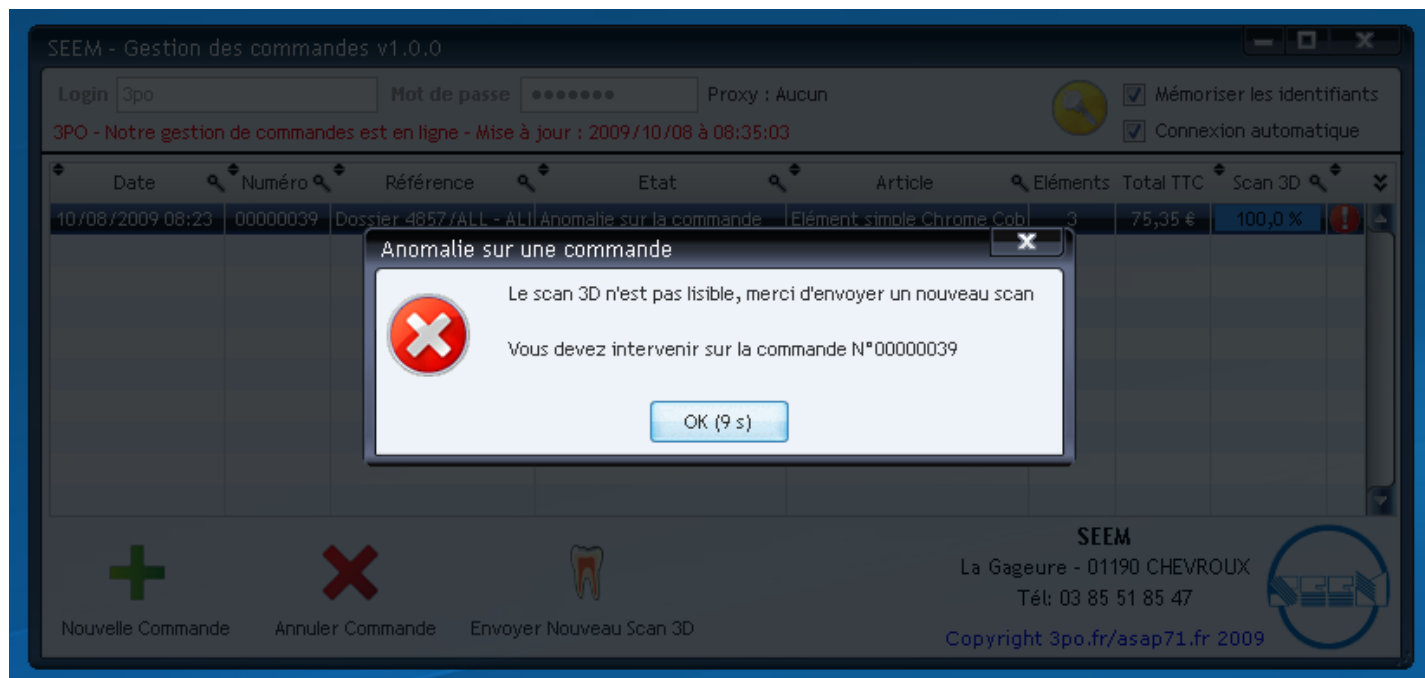 SEEM - Gestion des commandes v1.0.0
Login 3po Mot de passe ●●●●●●● Proxy : Aucun Mémoriser les identifiants
3PO - Notre gestion de commandes est en ligne - Mise à jour : 2009/10/08 à 08:35:03 Connexion automatique
Date Numéro Référence Etat Article Eléments Total TTC Scan 3D
10/08/2009 08:23 00000039 Dossier 4857/ALL - ALI Anomalie sur la commande Elément simple Chrome Cob 3 75,35 € 100,0 %
Anomalie sur une commande
Le scan 3D n'est pas lisible, merci d'envoyer un nouveau scan
Vous devez intervenir sur la commande N°00000039
OK (9 s)
SEEM
La Gageure - 01190 CHEVROUX
Tél: 03 85 51 85 47
SEEM
Nouvelle Commande Annuler Commande Envoyer Nouveau Scan 3D
Copyright 3po.fr/asap71.fr 2009